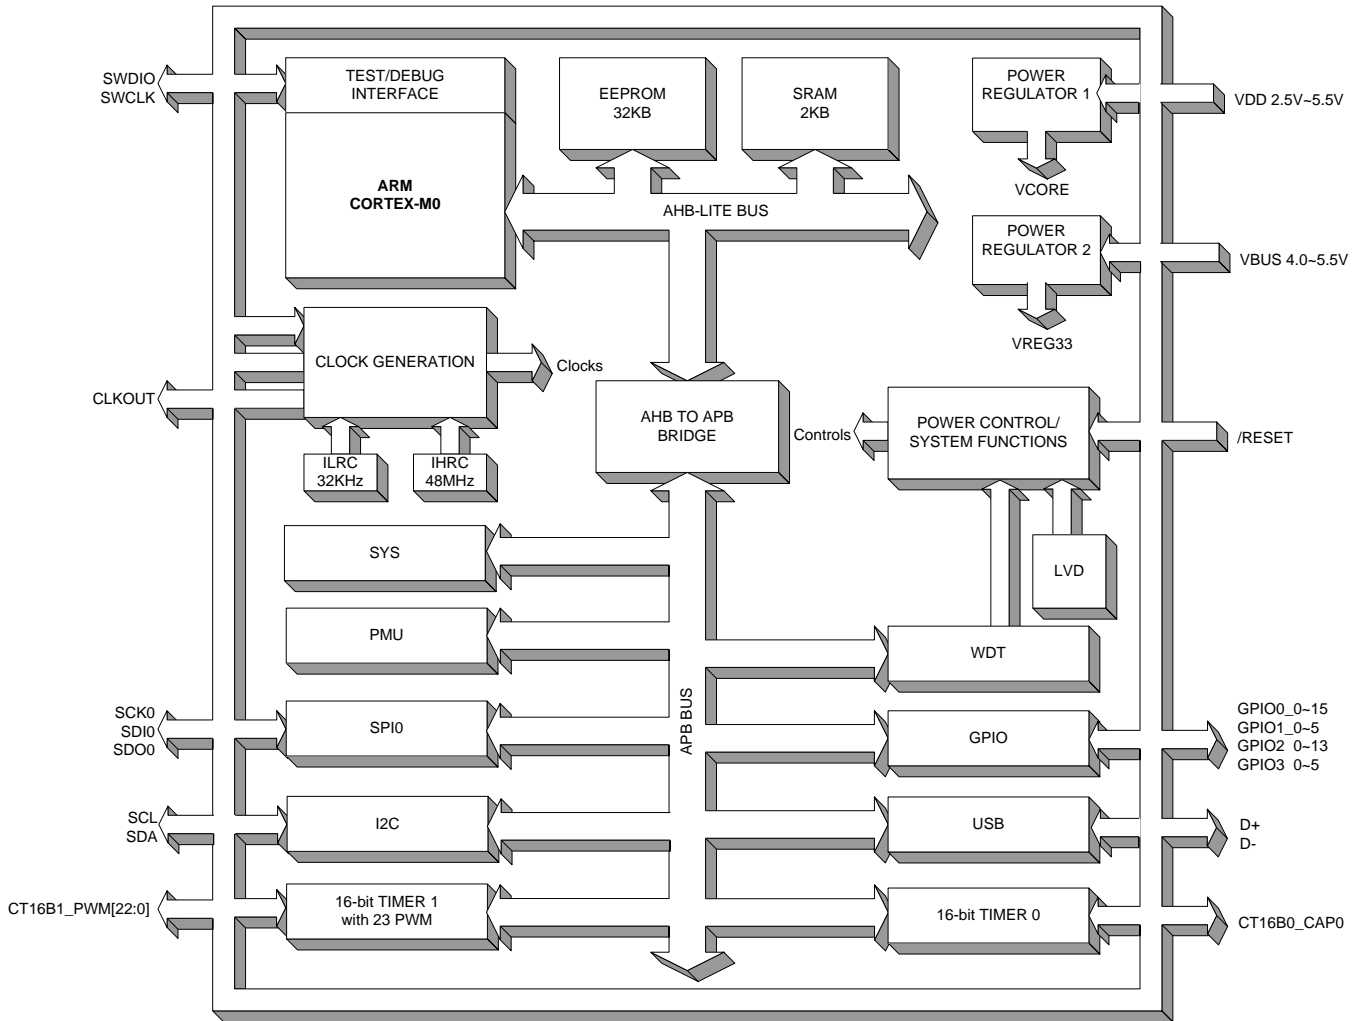 SWDIO
SWCLK
TEST/DEBUG
INTERFACE
ARM
CORTEX-M0
EEPROM
32KB
SRAM
2KB
POWER
REGULATOR 1
VDD 2.5V~5.5V
VCORE
AHB-LITE BUS
POWER
REGULATOR 2
VBUS 4.0~5.5V
VREG33
CLOCK GENERATION
Clocks
CLKOUT
ILRC
32KHz
IHRC
48MHz
AHB TO APB
BRIDGE
Controls
POWER CONTROL/
SYSTEM FUNCTIONS
/RESET
LVD
SYS
PMU
WDT
APB BUS
SCK0
SDI0
SDO0
SPI0
GPIO
GPIO0_0~15
GPIO1_0~5
GPIO2 0~13
GPIO3 0~5
SCL
SDA
I2C
USB
D+
D-
CT16B1_PWM[22:0]
16-bit TIMER 1
with 23 PWM
16-bit TIMER 0
CT16B0_CAP0